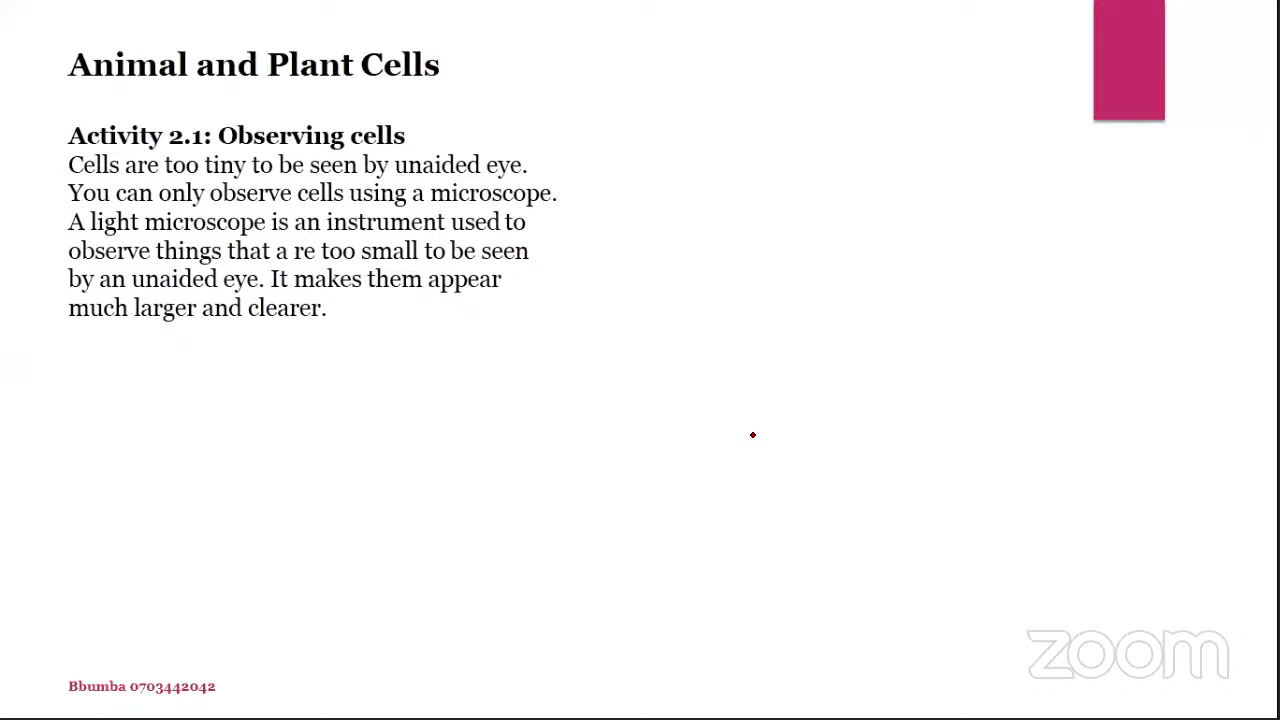 Animal and Plant Cells
Activity 2.1: Observing cells
Cells are too tiny to be seen by unaided eye.
You can only observe cells using a microscope.
A light microscope is an instrument used to
observe things that a re too small to be seen
by an unaided eye. It makes them appear
much larger and clearer.
zoom
Bbumba 0703442042